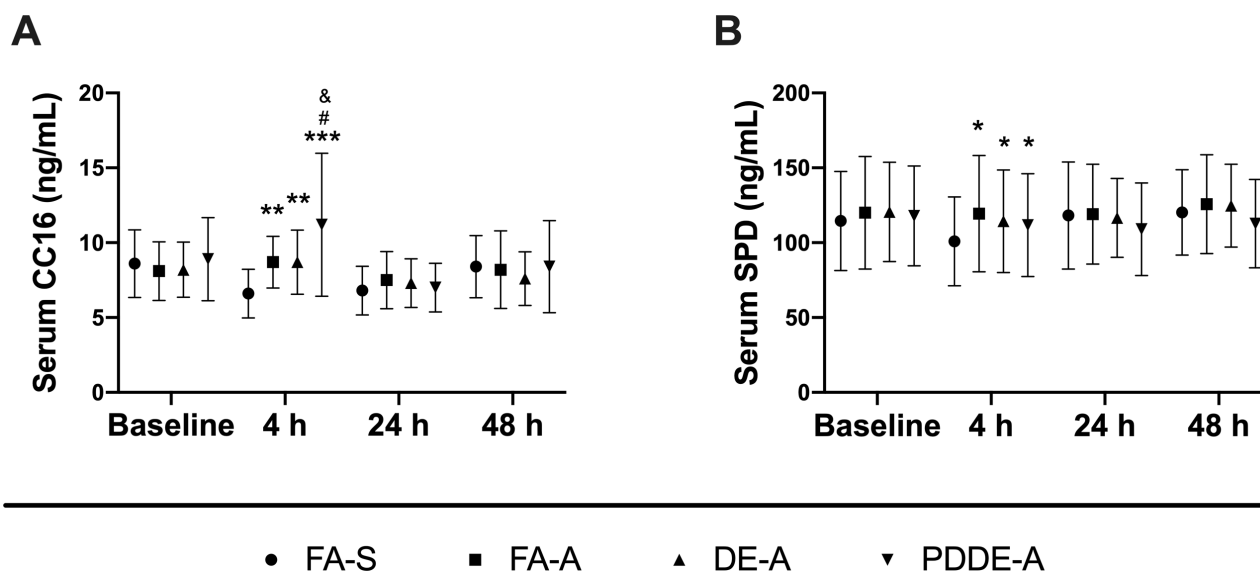 A
Serum CC16 (ng/mL)
20
15
10
5
0
** ** *** # &
Baseline 4 h 24 h 48 h
B
Serum SPD (ng/mL)
200
150
100
50
0
* * *
Baseline 4 h 24 h 48 h
FA-S FA-A DE-A PDDE-A